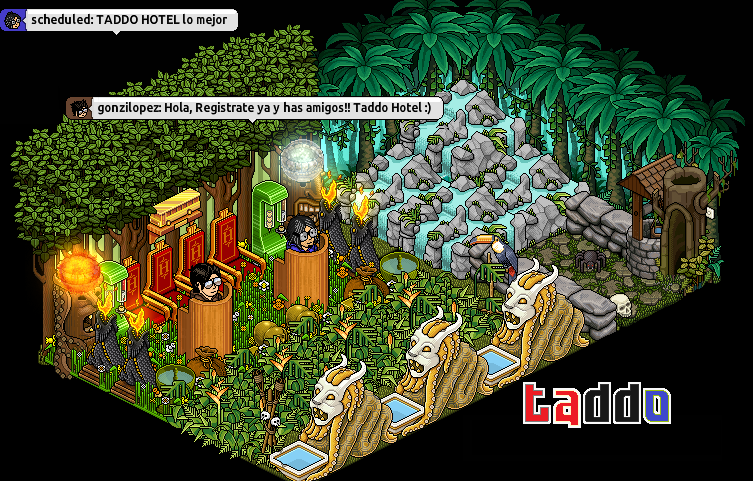 scheduled: TADDO HOTEL lo mejor
gonzilopez: Hola, Registrate ya y has amigos!! Taddo Hotel :)
taddo